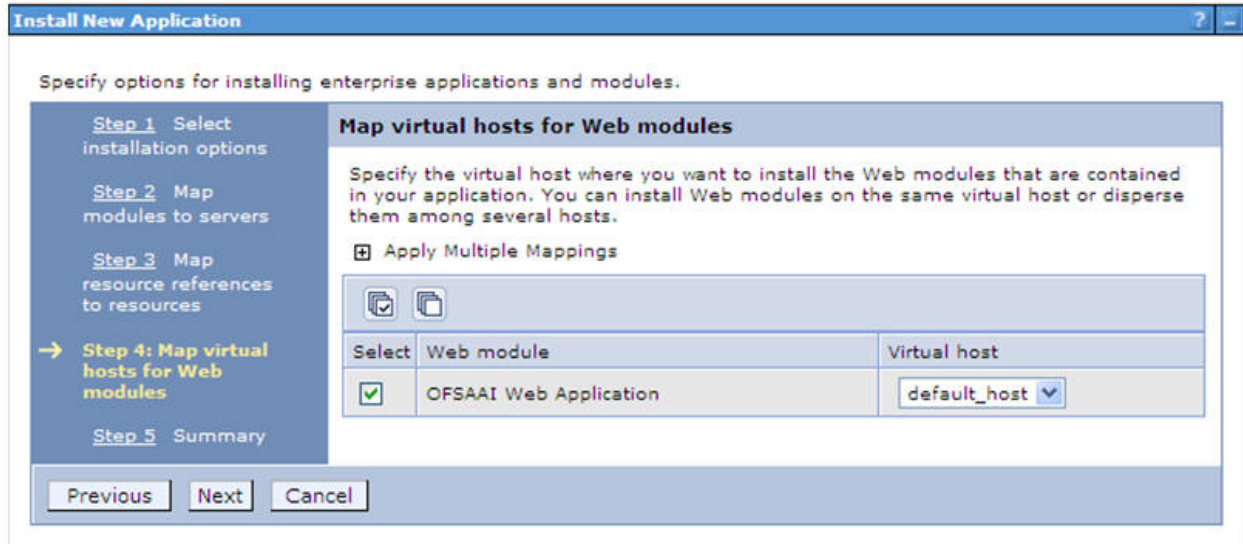 Install New Application
?
Specify options for installing enterprise applications and modules.
Step 1 Select
installation options
Step 2 Map
modules to servers
Step 3 Map
resource references
to resources
Step 4: Map virtual
hosts for Web
modules
Step 5 Summary
Map virtual hosts for Web modules
Specify the virtual host where you want to install the Web modules that are contained
in your application. You can install Web modules on the same virtual host or disperse
them among several hosts.
Apply Multiple Mappings
Select Web module Virtual host
OFSAAI Web Application default_host
Previous Next Cancel